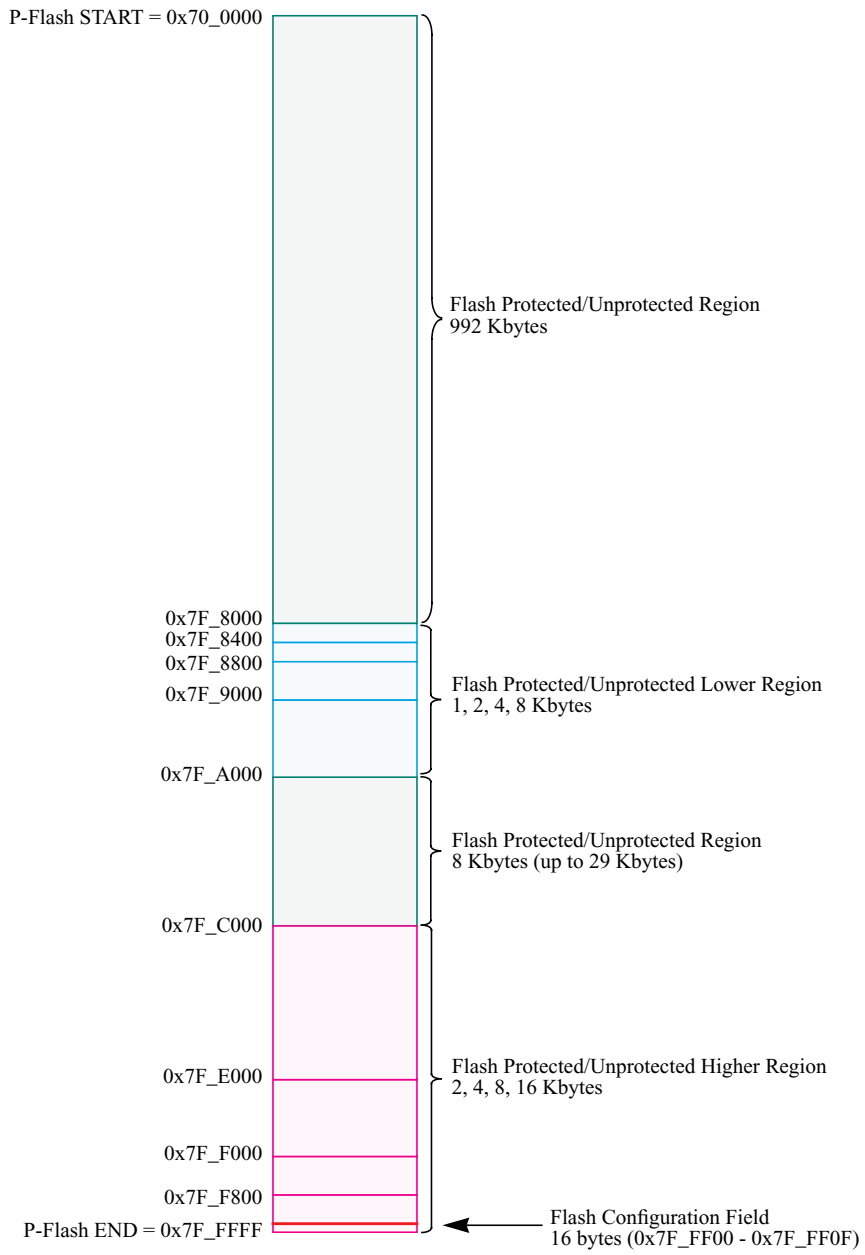 P-Flash START = 0x70_0000
Flash Protected/Unprotected Region
992 Kbytes
0x7F_8000
0x7F_8400
0x7F_8800
0x7F_9000
Flash Protected/Unprotected Lower Region
1, 2, 4, 8 Kbytes
0x7F_A000
Flash Protected/Unprotected Region
8 Kbytes (up to 29 Kbytes)
0x7F_C000
Flash Protected/Unprotected Higher Region
2, 4, 8, 16 Kbytes
0x7F_E000
0x7F_F000
0x7F_F800
P-Flash END = 0x7F_FFFF
Flash Configuration Field
16 bytes (0x7F_FF00 - 0x7F_FF0F)